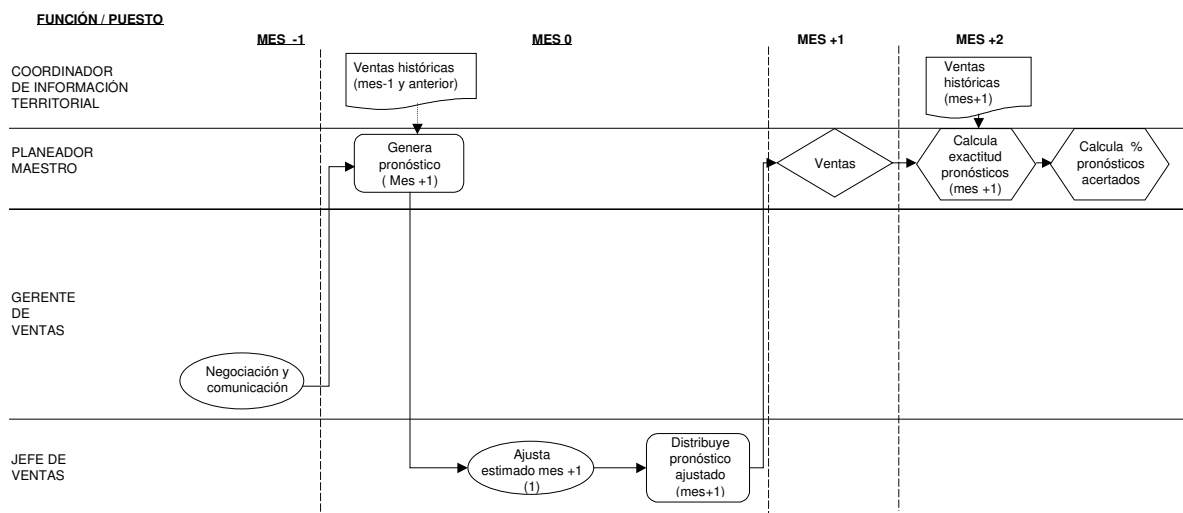 FUNCIÓN / PUESTO
MES -1
MES 0
MES +1
MES +2
COORDINADOR
DE INFORMACIÓN
TERRITORIAL
Ventas históricas
(mes-1 y anterior)
Ventas
históricas
(mes+1)
PLANEADOR
MAESTRO
Genera
pronóstico
( Mes +1)
Ventas
Calcula
exactitud
pronósticos
(mes +1)
Calcula %
pronósticos
acertados
GERENTE
DE
VENTAS
Negociación y
comunicación
JEFE DE
VENTAS
Ajusta
estimado mes +1
(1)
Distribuye
pronóstico
ajustado
(mes+1)